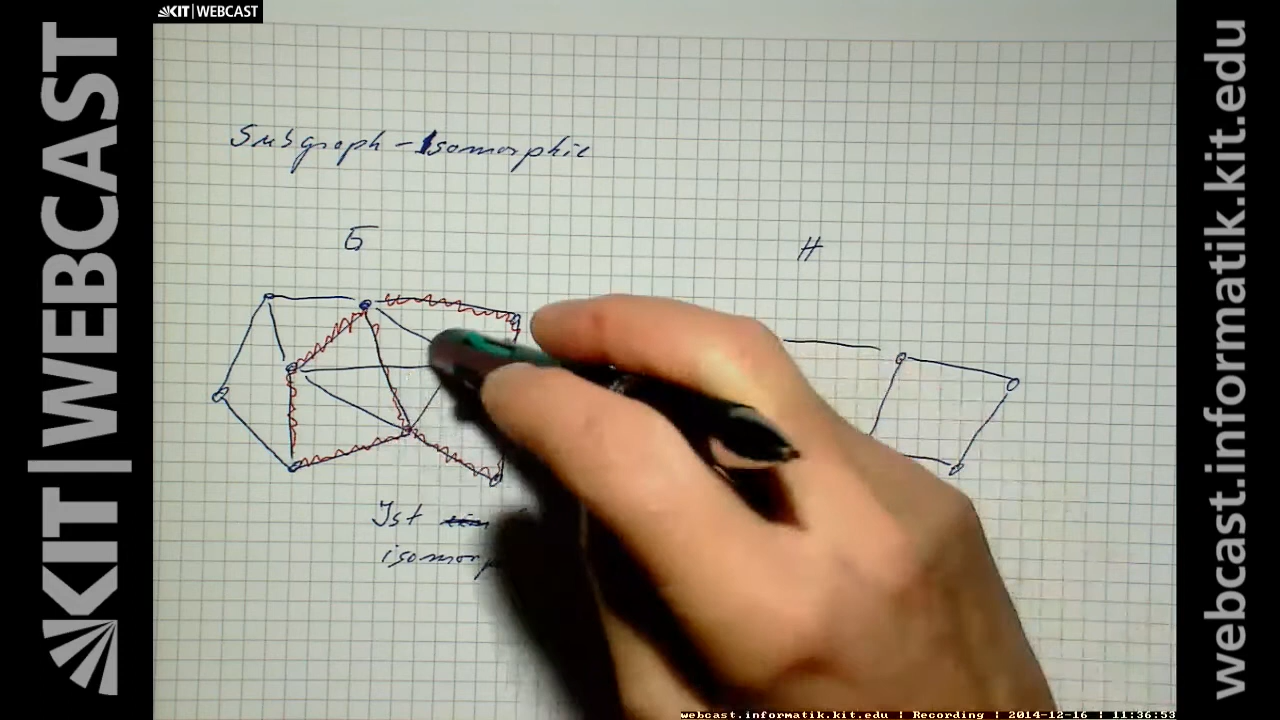 KIT WEBCAST
KIT|WEBCAST
Subgraph-Isomorphie
G
H
Ist
isomorp
webcast.informatik.kit.edu
webcast.informatik.kit.edu | Recording | 2014-12-16 | 11:36:53